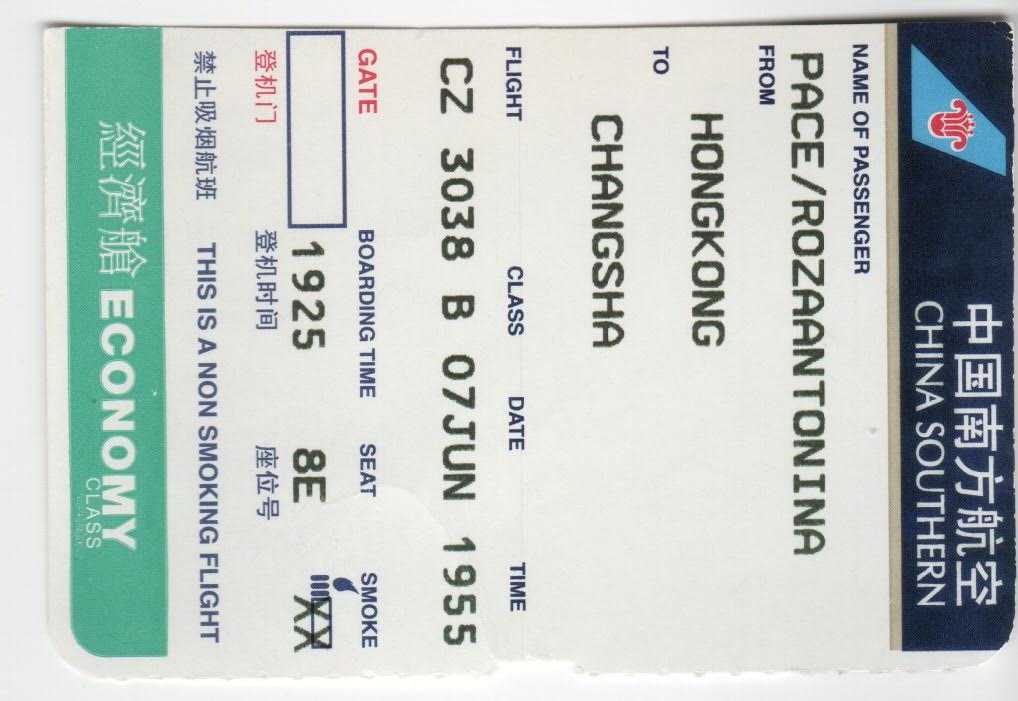 中国南方航空
CHINA SOUTHERN
NAME OF PASSENGER
PACE/ROZAANTONINA
FROM
HONGKONG
TO
CHANGSHA
FLIGHT CLASS DATE TIME
CZ 3038 B 07JUN 1955
GATE BOARDING TIME SEAT SMOKE
1925 8E XX
登机门 登机时间 座位号
禁止吸烟航班 THIS IS A NON SMOKING FLIGHT
經濟艙 ECONOMY
CLASS